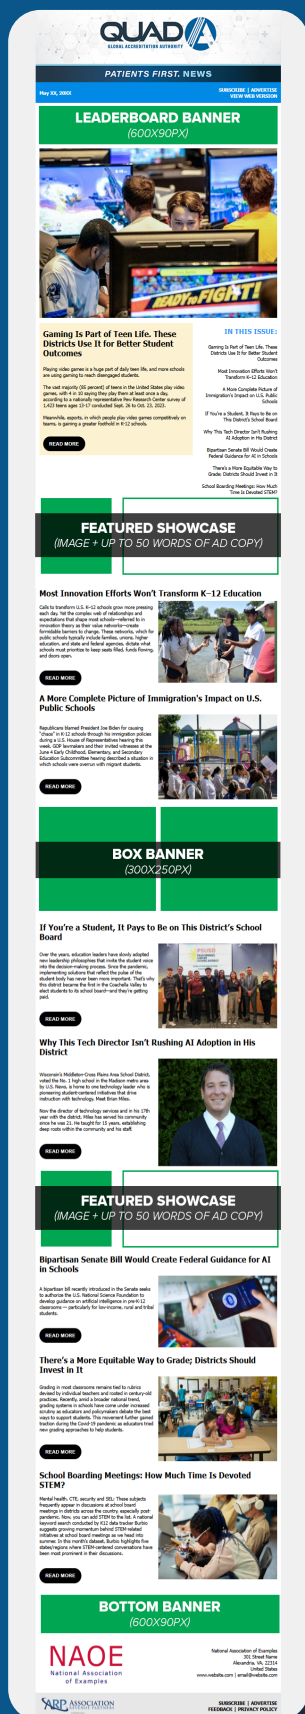 QUAD A
GLOBAL ACCREDITATION AUTHORITY
PATIENTS FIRST. NEWS
May XX, 20XX
SUBSCRIBE | ADVERTISE
VIEW WEB VERSION
LEADERBOARD BANNER
(600X90PX)
READY to FIGHT!
Gaming Is Part of Teen Life. These
Districts Use It for Better Student
Outcomes
Playing video games is a huge part of daily teen life, and more schools
are using gaming to reach disengaged students.
The vast majority (85 percent) of teens in the United States play video
games, with 4 in 10 saying they play them at least once a day,
according to a nationally representative Pew Research Center survey of
1,423 teens ages 13-17 conducted Sept. 26 to Oct. 23, 2023.
Meanwhile, esports, in which people play video games competitively on
teams, is gaining a greater foothold in K-12 schools.
READ MORE
IN THIS ISSUE:
Gaming Is Part of Teen Life. These
Districts Use It for Better Student
Outcomes
Most Innovation Efforts Won't
Transform K-12 Education
A More Complete Picture of
Immigration's Impact on U.S. Public
Schools
If You're a Student, It Pays to Be on
This District's School Board
Why This Tech Director Isn't Rushing
AI Adoption in His District
Bipartisan Senate Bill Would Create
Federal Guidance for AI in Schools
There's a More Equitable Way to
Grade; Districts Should Invest in It
School Boarding Meetings: How Much
Time Is Devoted STEM?
FEATURED SHOWCASE
(IMAGE + UP TO 50 WORDS OF AD COPY)
Most Innovation Efforts Won't Transform K–12 Education
Calls to transform U.S. K–12 schools grow more pressing
each day. Yet the complex web of relationships and
expectations that shape most schools—referred to in
innovation theory as their value networks—create
formidable barriers to change. These networks, which for
public schools typically include families, unions, higher
education, and state and federal agencies, dictate what
schools must prioritize to keep seats filled, funds flowing,
and doors open.
READ MORE
A More Complete Picture of Immigration's Impact on U.S.
Public Schools
Republicans blamed President Joe Biden for causing
"chaos" in K-12 schools through his immigration policies
during a U.S. House of Representatives hearing this
week. GOP lawmakers and their invited witnesses at the
June 4 Early Childhood, Elementary, and Secondary
Education Subcommittee hearing described a situation in
which schools were overrun with migrant students.
READ MORE
BOX BANNER
(300X250PX)
If You're a Student, It Pays to Be on This District's School
Board
Over the years, education leaders have slowly adopted
new leadership philosophies that invite the student voice
into the decision-making process. Since the pandemic,
implementing solutions that reflect the pulse of the
student body has never been more important. That's why
this district became the first in the Coachella Valley to
elect students to its school board—and they're getting
paid.
READ MORE
Why This Tech Director Isn't Rushing AI Adoption in His
District
Wisconsin's Middleton-Cross Plains Area School District,
voted the No. 1 high school in the Madison metro area
by U.S. News, is home to one technology leader who is
pioneering student-centered initiatives that drive
instruction with technology. Meet Brian Miles.
Now the director of technology services and in his 17th
year with the district, Miles has served his community
since he was 21. He taught for 15 years, establishing
deep roots within the community and his staff.
READ MORE
FEATURED SHOWCASE
(IMAGE + UP TO 50 WORDS OF AD COPY)
Bipartisan Senate Bill Would Create Federal Guidance for AI
in Schools
A bipartisan bill recently introduced in the Senate seeks
to authorize the U.S. National Science Foundation to
develop guidance on artificial intelligence in pre-K-12
classrooms — particularly for low-income, rural and tribal
students.
READ MORE
There's a More Equitable Way to Grade; Districts Should
Invest in It
Grading in most classrooms remains tied to rubrics
devised by individual teachers and rooted in century-old
practices. Recently, amid a broader national trend,
grading systems in schools have come under increased
scrutiny as educators and policymakers debate the best
ways to support students. This movement further gained
traction during the Covid-19 pandemic as educators tried
new grading approaches to help students.
READ MORE
School Boarding Meetings: How Much Time Is Devoted
STEM?
Mental health, CTE, security and SEL: These subjects
frequently appear in discussions at school board
meetings in districts across the country, especially post-
pandemic. Now, you can add STEM to the list. A national
keyword search conducted by K12 data tracker Burbio
suggests growing momentum behind STEM-related
initiatives at school board meetings as we head into
summer. In this month's dataset, Burbio highlights five
states/regions where STEM-centered conversations have
been most prominent in their discussions.
READ MORE
BOTTOM BANNER
(600X90PX)
NAOE
National Association
of Examples
National Association of Examples
301 Street Name
Alexandria, VA, 22314
United States
www.website.com | email@website.com
ARP ASSOCIATION
REVENUE PARTNERS
SUBSCRIBE | ADVERTISE
FEEDBACK | PRIVACY POLICY